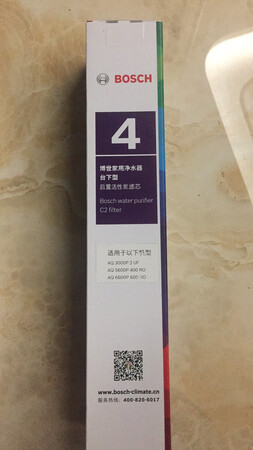 BOSCH
4
博世家用净水器
台下型
后置活性炭滤芯
Bosch water purifier
C2 filter
适用于以下机型
AQ 3000P 3 UF
AQ 5600P 400 RO
AQ 6600P 600 RO
www.bosch-climate.cn
服务热线：400-820-6017